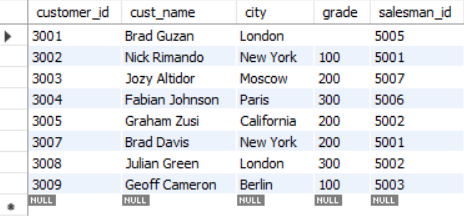 customer_id cust_name city grade salesman_id
3001 Brad Guzan London 5005
3002 Nick Rimando New York 100 5001
3003 Jozy Altidor Moscow 200 5007
3004 Fabian Johnson Paris 300 5006
3005 Graham Zusi California 200 5002
3007 Brad Davis New York 200 5001
3008 Julian Green London 300 5002
3009 Geoff Cameron Berlin 100 5003
NULL NULL NULL NULL NULL